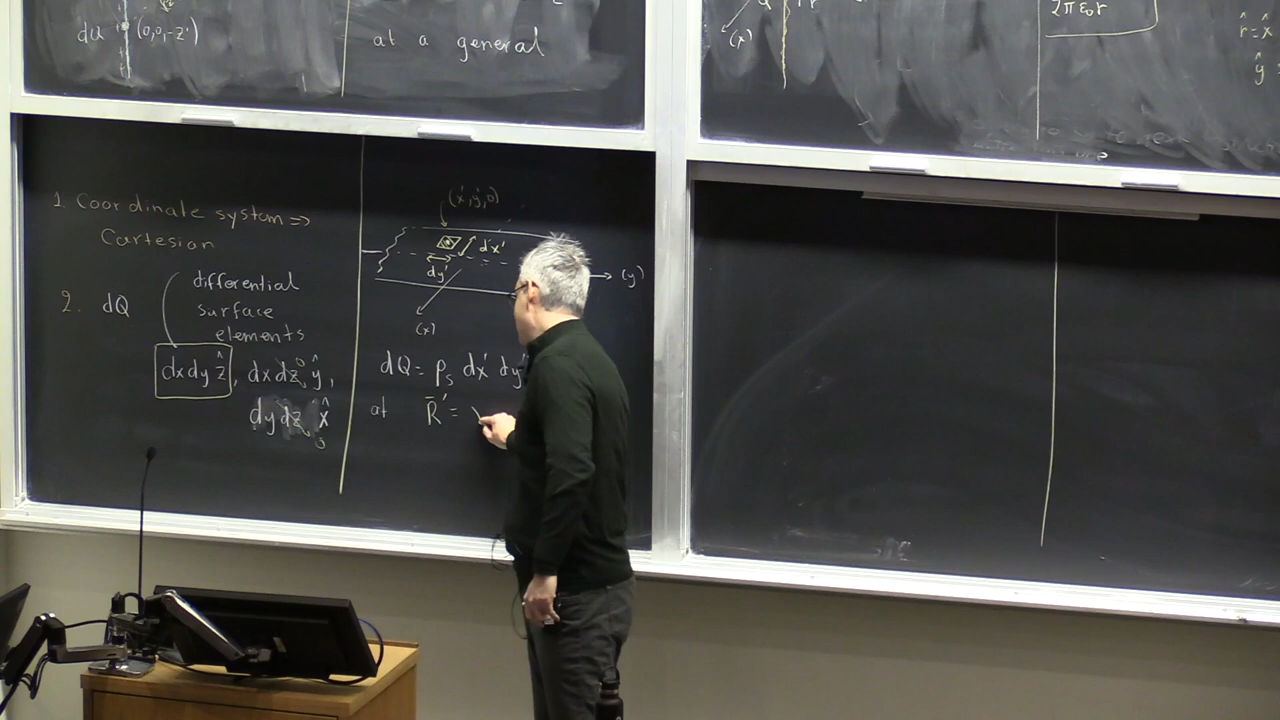 dQ (0,0,-z')
at a general
(x)
2πε₀r
r̂ = x̂
ŷ
1. Coordinate system ⇒
Cartesian
2. dQ
differential
surface
elements
dxdy ẑ, dxdz ŷ,
dydz x̂
(x',y',0)
dx'
dy'
(y)
(x)
dQ = ρₛ dx' dy'
at R̄' =